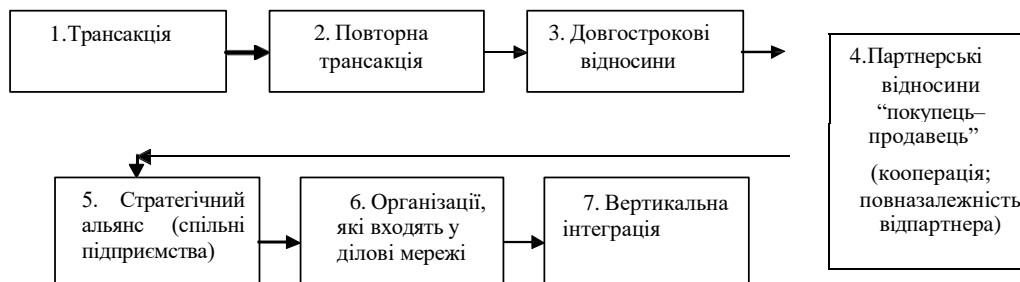 1.Трансакція
2. Повторна
трансакція
3. Довгострокові
відносини
4.Партнерські
відносини
“покупець–
продавець”
(кооперація;
повназалежність
відпартнера)
5. Стратегічний
альянс (спільні
підприємства)
6. Організації,
які входять у
ділові мережі
7. Вертикальна
інтеграція